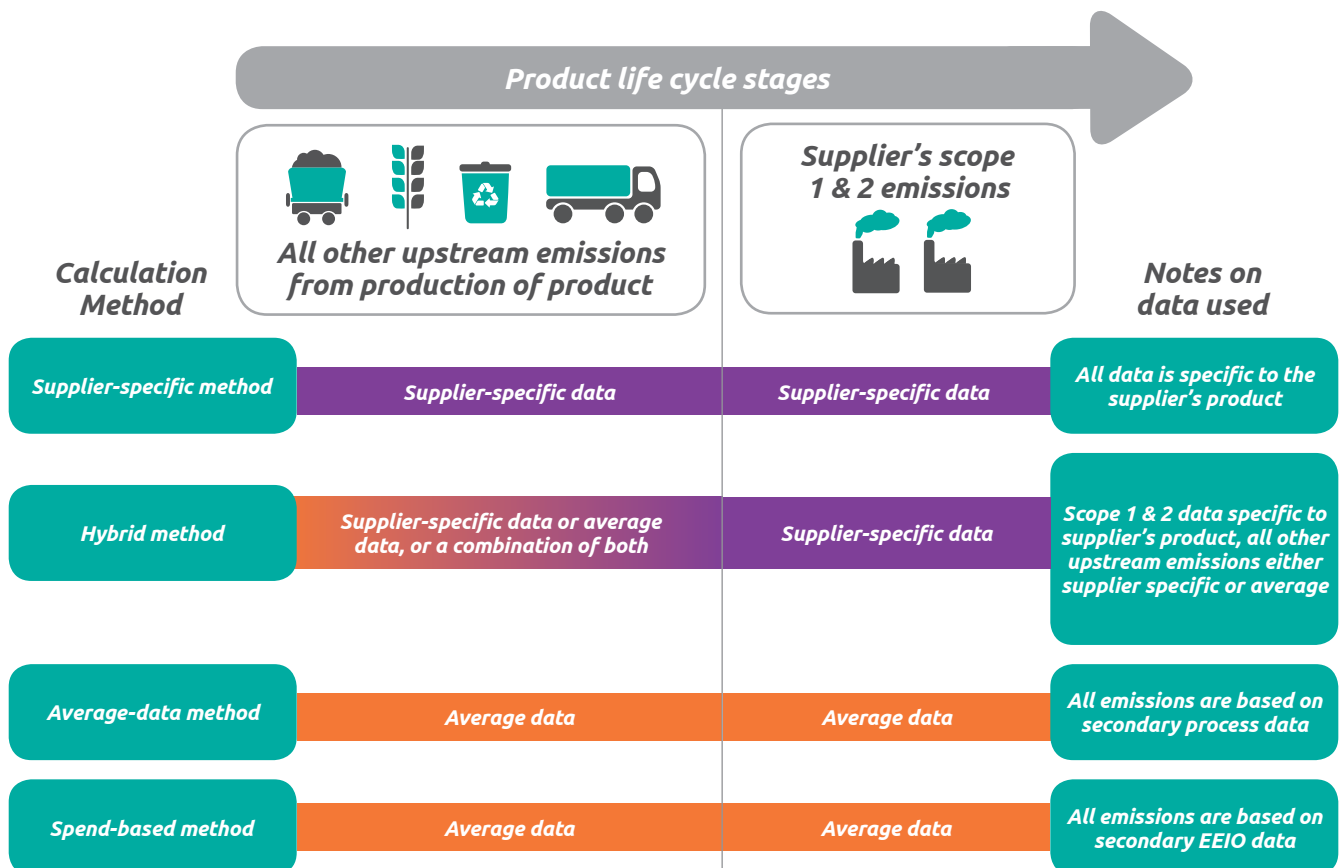 Product life cycle stages
All other upstream emissions
from production of product
Supplier's scope
1 & 2 emissions
Calculation
Method
Notes on
data used
Supplier-specific method
Supplier-specific data
Supplier-specific data
All data is specific to the
supplier's product
Hybrid method
Supplier-specific data or average
data, or a combination of both
Supplier-specific data
Scope 1 & 2 data specific to
supplier's product, all other
upstream emissions either
supplier specific or average
Average-data method
Average data
Average data
All emissions are based on
secondary process data
Spend-based method
Average data
Average data
All emissions are based on
secondary EEIO data